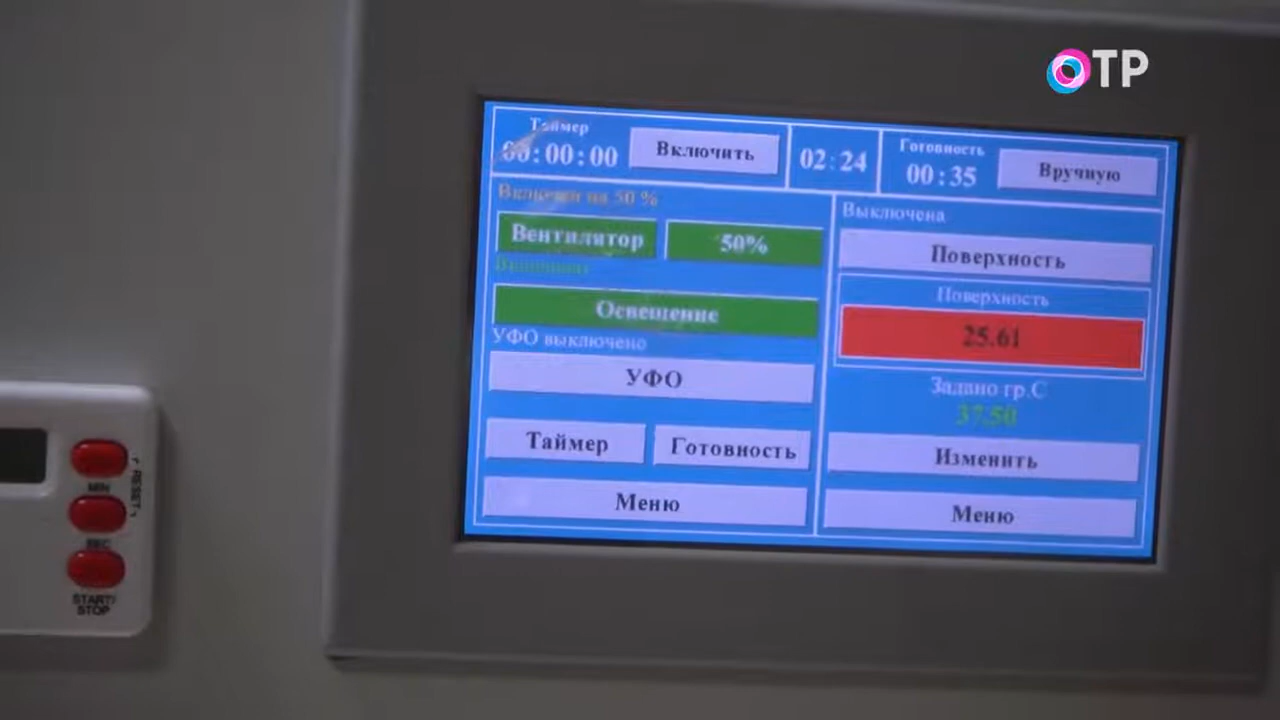 ОТР
Таймер
00:00:00
Включить
02:24
Готовность
00:35
Вручную
Включен на 50 %
Вентилятор
50%
Включено
Освещение
УФО выключено
УФО
Таймер
Готовность
Меню
Выключена
Поверхность
Поверхность
25.61
Задано гр.С
37.50
Изменить
Меню
MIN
RESET
SEC
START/
STOP